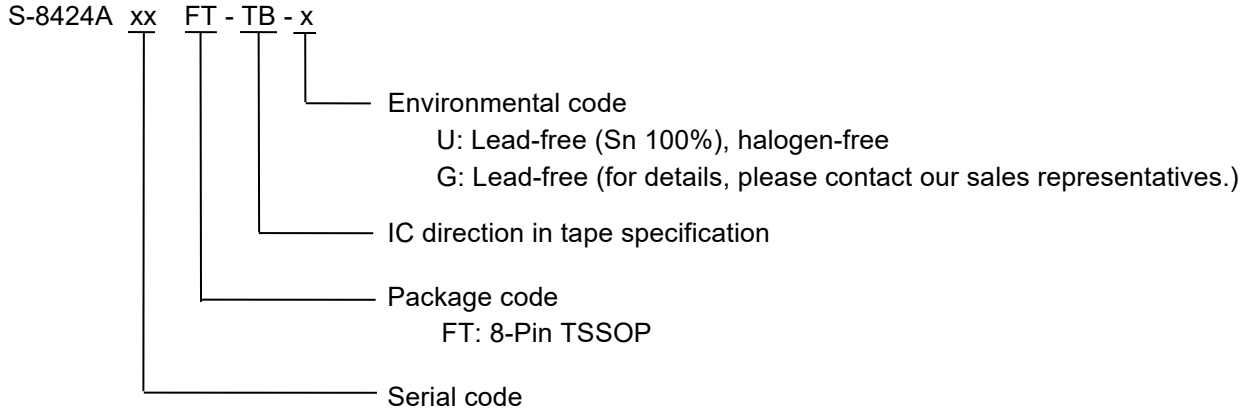 S-8424A xx FT - TB - x
Environmental code
U: Lead-free (Sn 100%), halogen-free
G: Lead-free (for details, please contact our sales representatives.)
IC direction in tape specification
Package code
FT: 8-Pin TSSOP
Serial code